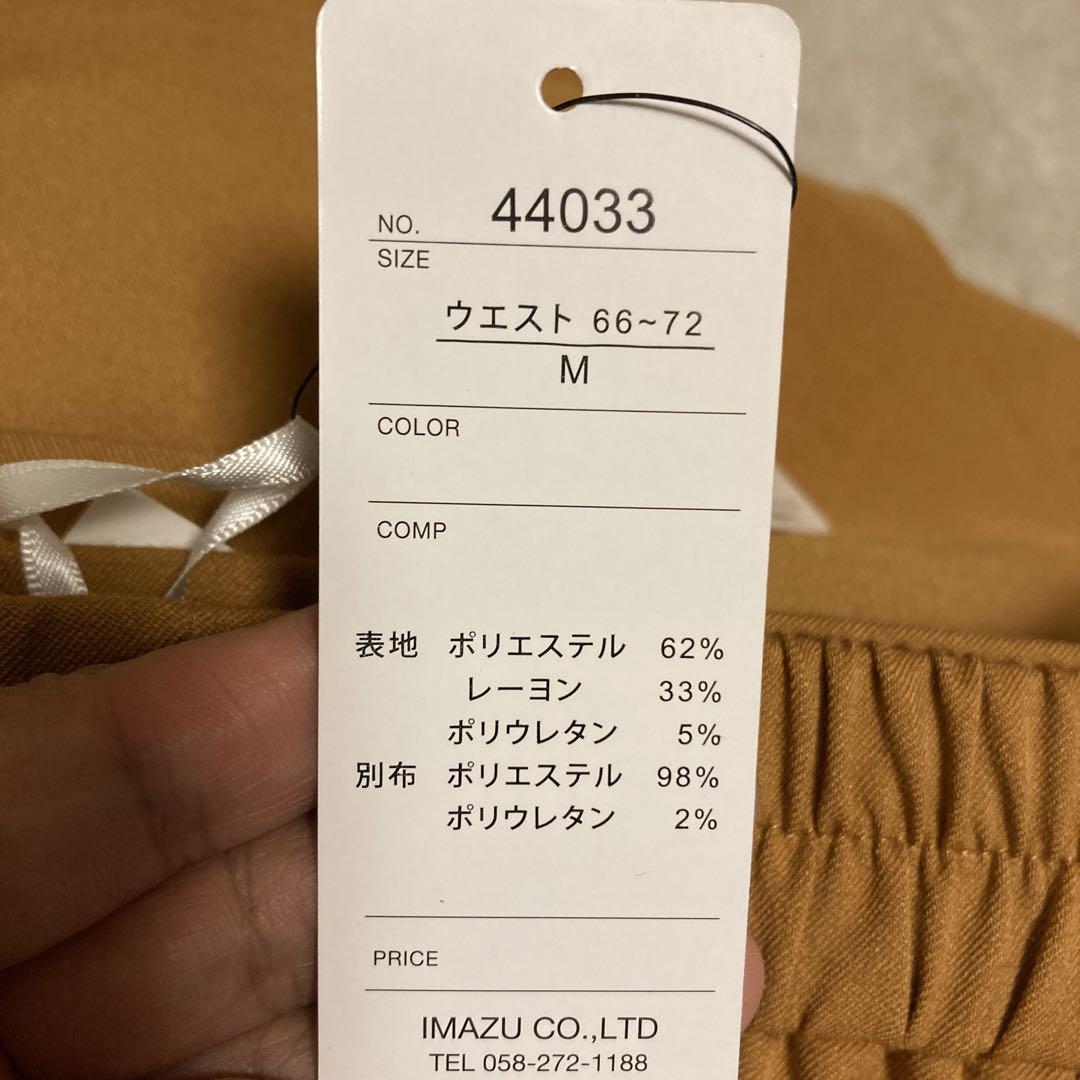 NO. 44033
SIZE
ウエスト 66~72
M
COLOR
COMP
表地 ポリエステル 62%
レーヨン 33%
ポリウレタン 5%
別布 ポリエステル 98%
ポリウレタン 2%
PRICE
IMAZU CO.,LTD
TEL 058-272-1188